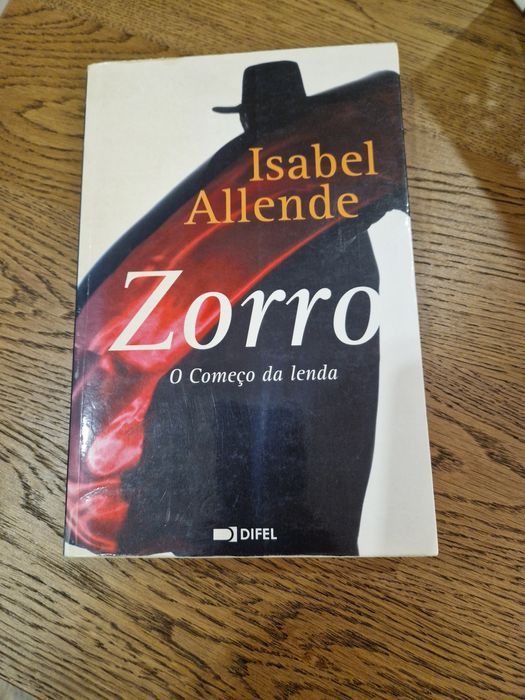 Isabel
Allende
Zorro
O Começo da lenda
DIFEL